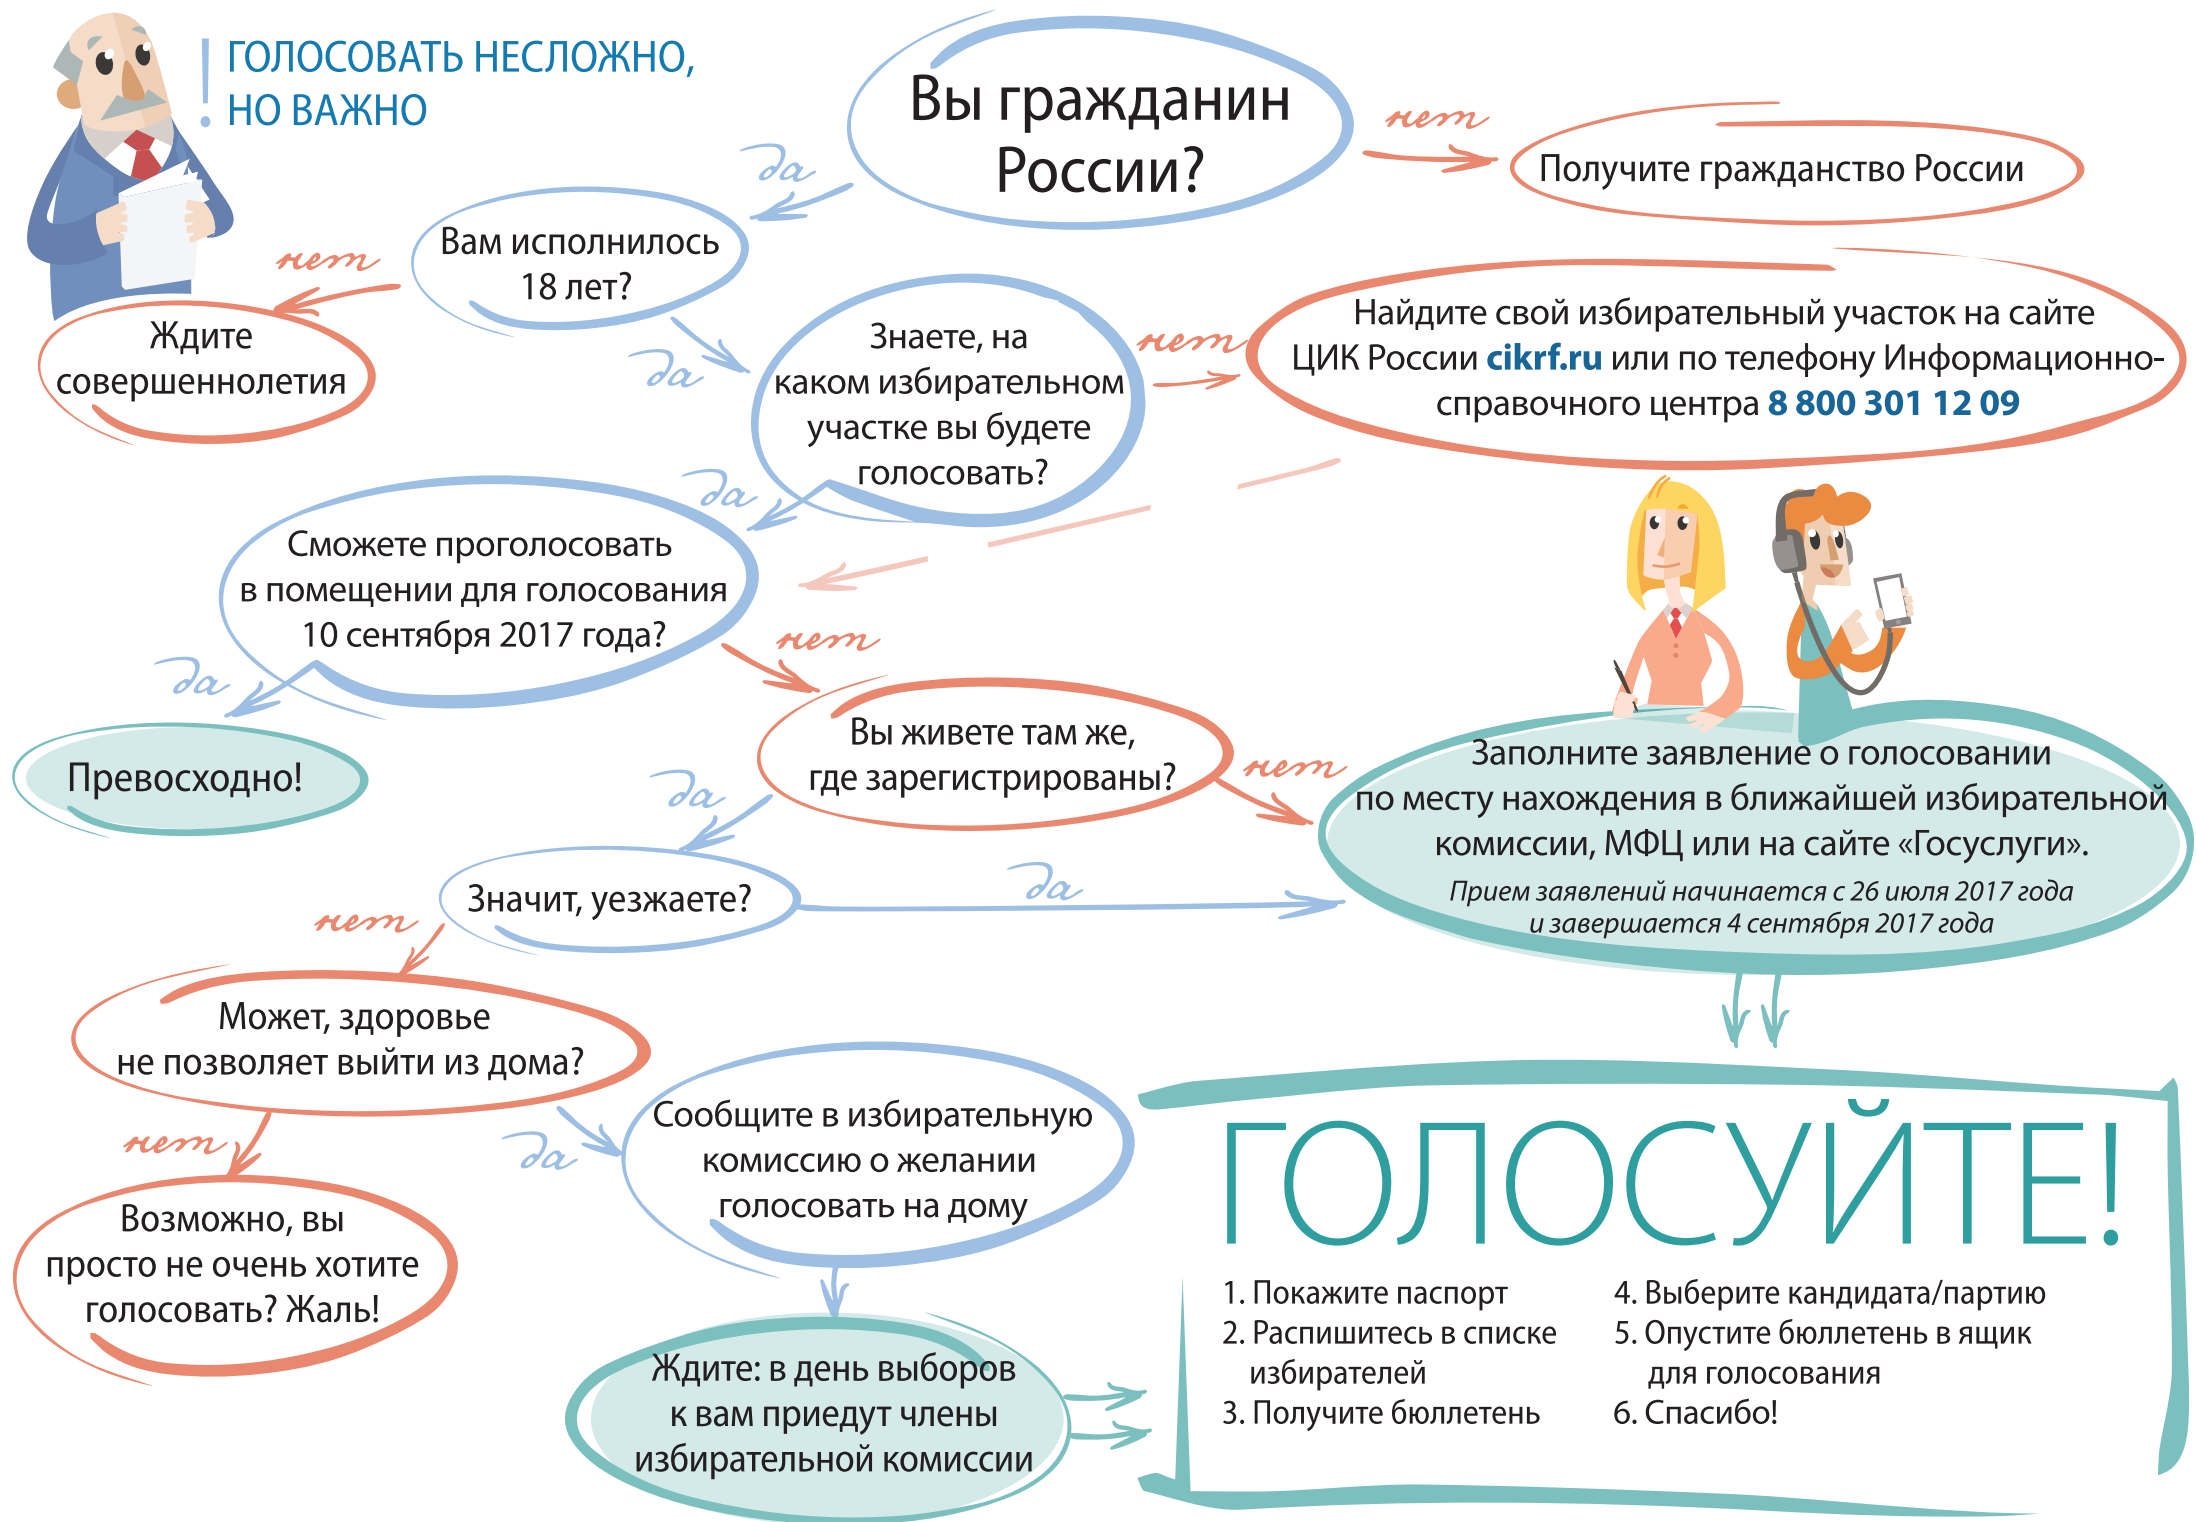 ! ГОЛОСОВАТЬ НЕСЛОЖНО,
НО ВАЖНО
Вы гражданин
России?
нет
Получите гражданство России
да
Вам исполнилось
18 лет?
нет
Ждите
совершеннолетия
да
Знаете, на
каком избирательном
участке вы будете
голосовать?
нет
Найдите свой избирательный участок на сайте
ЦИК России cikrf.ru или по телефону Информационно-
справочного центра 8 800 301 12 09
да
Сможете проголосовать
в помещении для голосования
10 сентября 2017 года?
да
Превосходно!
нет
Вы живете там же,
где зарегистрированы?
нет
Заполните заявление о голосовании
по месту нахождения в ближайшей избирательной
комиссии, МФЦ или на сайте «Госуслуги».
Прием заявлений начинается с 26 июля 2017 года
и завершается 4 сентября 2017 года
да
Значит, уезжаете?
да
нет
Может, здоровье
не позволяет выйти из дома?
нет
Возможно, вы
просто не очень хотите
голосовать? Жаль!
да
Сообщите в избирательную
комиссию о желании
голосовать на дому
Ждите: в день выборов
к вам приедут члены
избирательной комиссии
ГОЛОСУЙТЕ!
1. Покажите паспорт
2. Распишитесь в списке
избирателей
3. Получите бюллетень
4. Выберите кандидата/партию
5. Опустите бюллетень в ящик
для голосования
6. Спасибо!